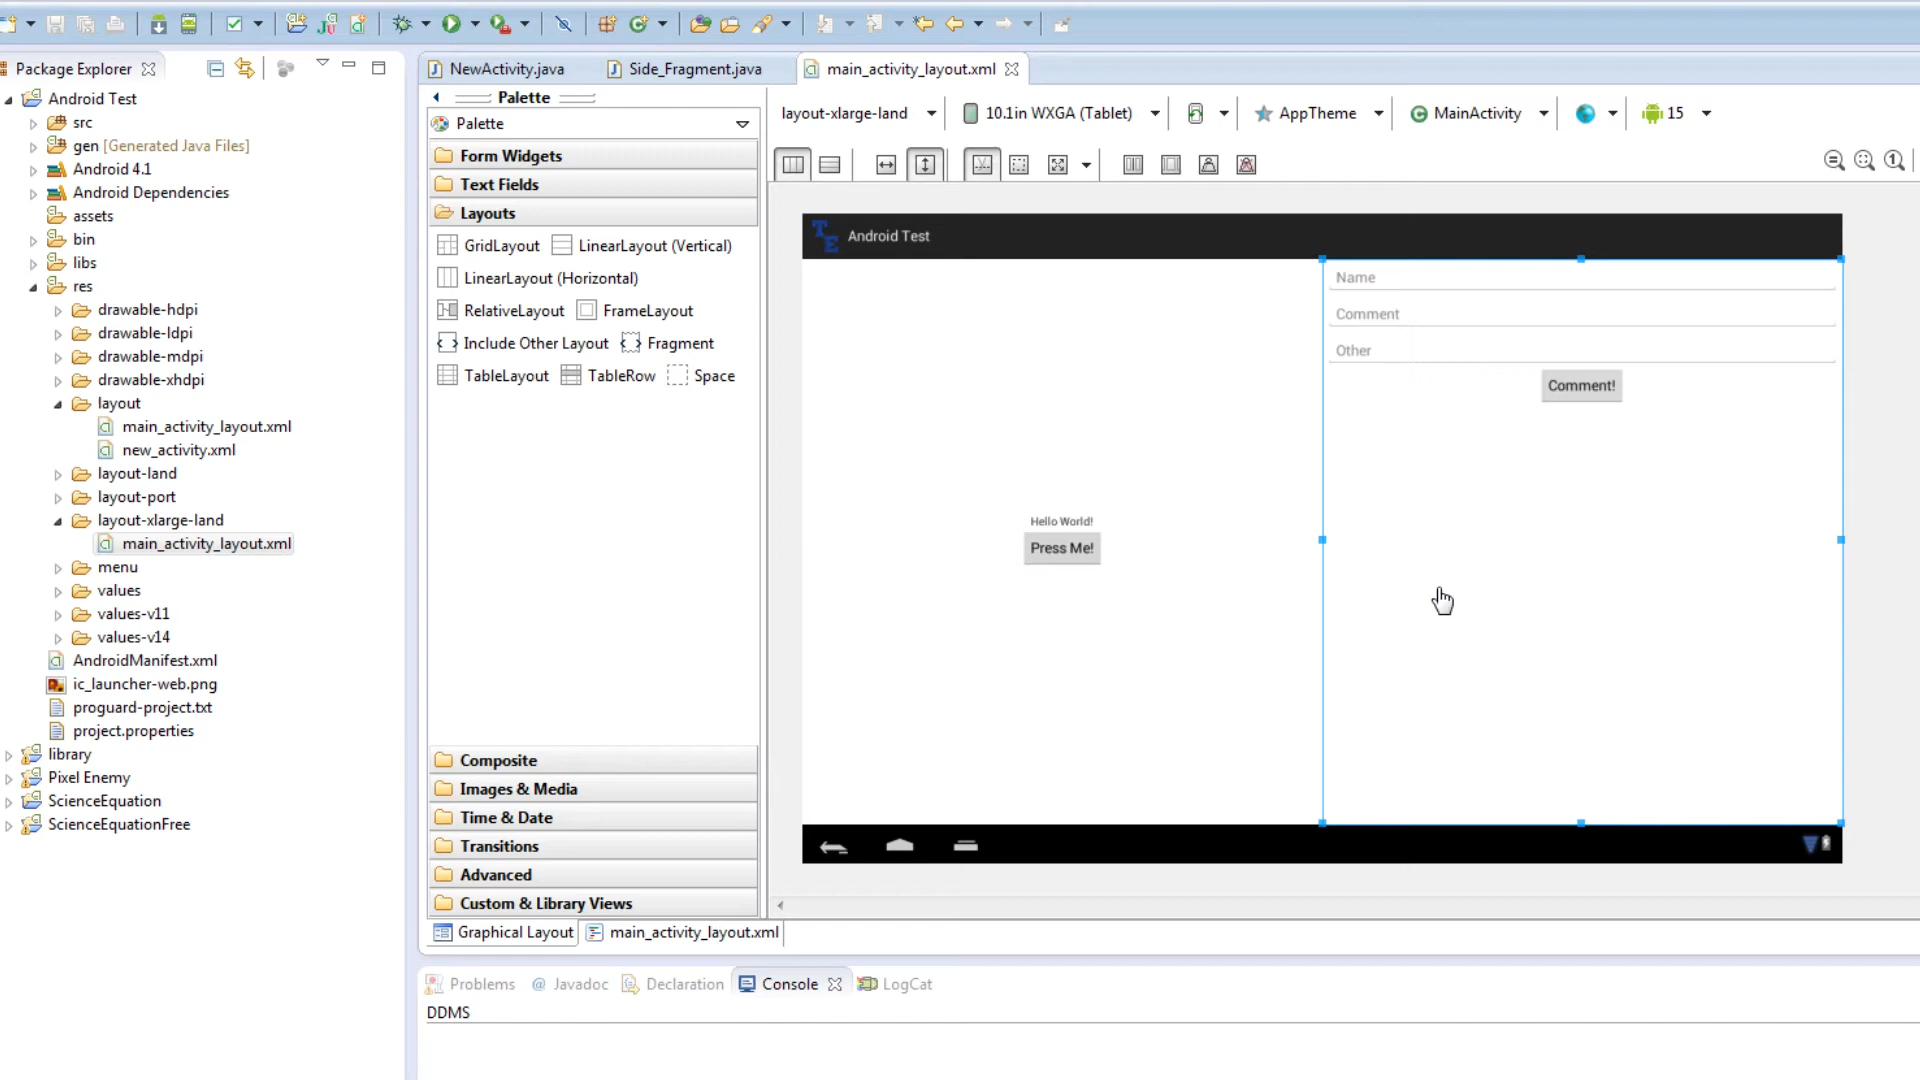 Package Explorer
Android Test
src
gen [Generated Java Files]
Android 4.1
Android Dependencies
assets
bin
libs
res
drawable-hdpi
drawable-ldpi
drawable-mdpi
drawable-xhdpi
layout
main_activity_layout.xml
new_activity.xml
layout-land
layout-port
layout-xlarge-land
main_activity_layout.xml
menu
values
values-v11
values-v14
AndroidManifest.xml
ic_launcher-web.png
proguard-project.txt
project.properties
library
Pixel Enemy
ScienceEquation
ScienceEquationFree
NewActivity.java
Side_Fragment.java
main_activity_layout.xml
Palette
Palette
Form Widgets
Text Fields
Layouts
GridLayout LinearLayout (Vertical)
LinearLayout (Horizontal)
RelativeLayout FrameLayout
Include Other Layout Fragment
TableLayout TableRow Space
Composite
Images & Media
Time & Date
Transitions
Advanced
Custom & Library Views
layout-xlarge-land 10.1in WXGA (Tablet) AppTheme MainActivity 15
TE Android Test
Name
Comment
Other
Comment!
Hello World!
Press Me!
Graphical Layout main_activity_layout.xml
Problems @ Javadoc Declaration Console LogCat
DDMS